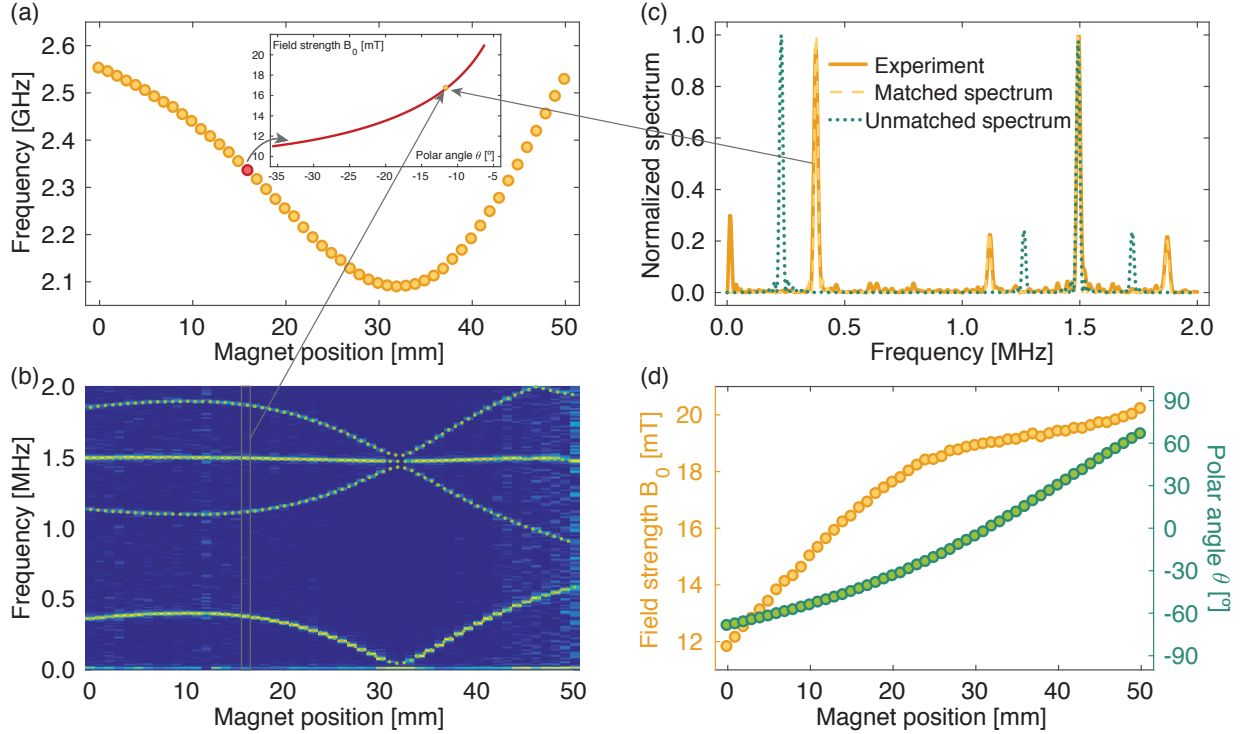 (a)
Frequency [GHz]
2.6
2.5
2.4
2.3
2.2
2.1
0 10 20 30 40 50
Magnet position [mm]
Field strength B0 [mT]
20
18
16
14
12
10
Polar angle θ [º]
-35 -30 -25 -20 -15 -10 -5
(c)
Normalized spectrum
1.0
0.8
0.6
0.4
0.2
0.0
Experiment
Matched spectrum
Unmatched spectrum
0.0 0.5 1.0 1.5 2.0
Frequency [MHz]
(b)
Frequency [MHz]
2.0
1.5
1.0
0.5
0.0
0 10 20 30 40 50
Magnet position [mm]
(d)
Field strength B0 [mT]
20
18
16
14
12
90
60
30
0
-30
-60
-90
Polar angle θ [º]
0 10 20 30 40 50
Magnet position [mm]